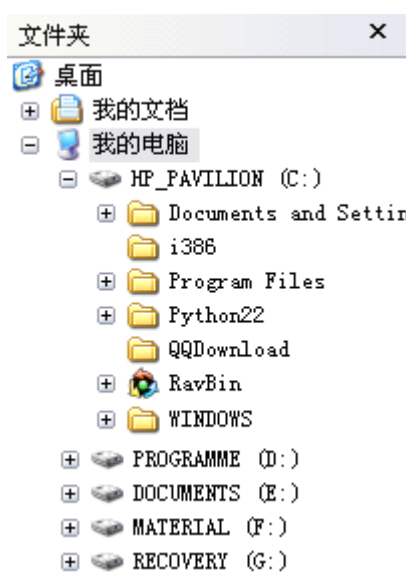 文件夹
桌面
我的文档
我的电脑
HP_PAVILION (C:)
Documents and Settin
i386
Program Files
Python22
QQDownload
RavBin
WINDOWS
PROGRAMME (D:)
DOCUMENTS (E:)
MATERIAL (F:)
RECOVERY (G:)